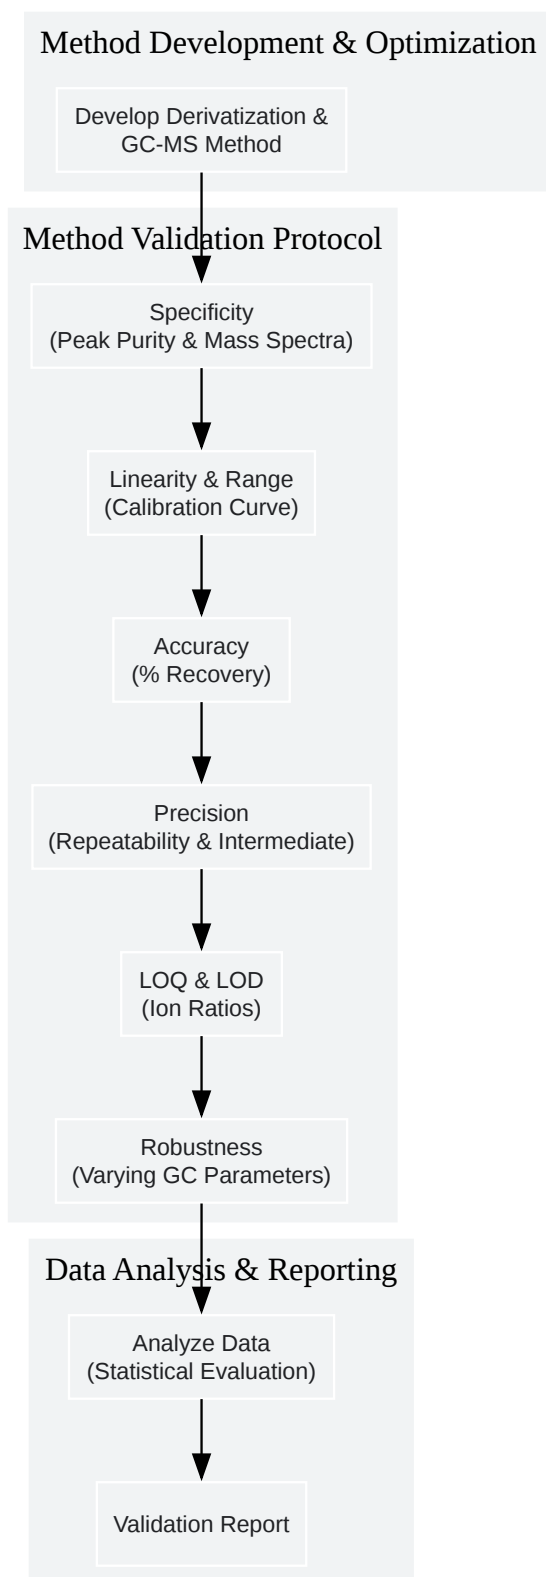 Method Development & Optimization
Develop Derivatization &
GC-MS Method
Method Validation Protocol
Specificity
(Peak Purity & Mass Spectra)
Linearity & Range
(Calibration Curve)
Accuracy
(% Recovery)
Precision
(Repeatability & Intermediate)
LOQ & LOD
(Ion Ratios)
Robustness
(Varying GC Parameters)
Data Analysis & Reporting
Analyze Data
(Statistical Evaluation)
Validation Report